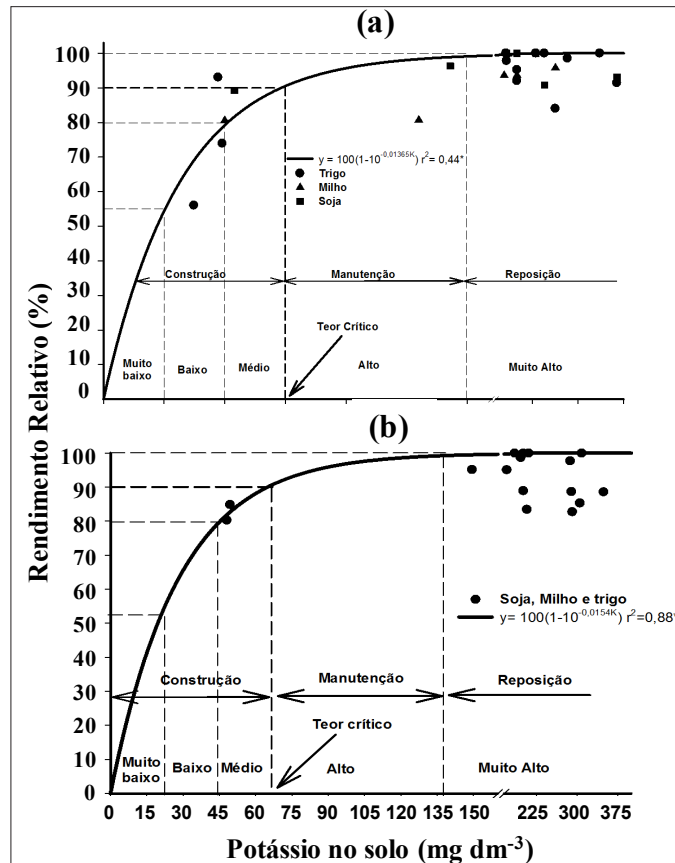 (a)
100
90
80
70
60
50
40
30
20
10
0
y = 100(1-10^-0,01365K) r²= 0,44*
Trigo
Milho
Soja
Construção Manutenção Reposição
Teor Crítico
Muito baixo Baixo Médio Alto Muito Alto
Rendimento Relativo (%)
(b)
100
90
80
70
60
50
40
30
20
10
0
Soja, Milho e trigo
y= 100(1-10^-0,0154K) r²=0,88*
Construção Manutenção Reposição
Teor crítico
Muito baixo Baixo Médio Alto Muito Alto
0 15 30 45 60 75 90 105 120 135 150 225 300 375
Potássio no solo (mg dm⁻³)